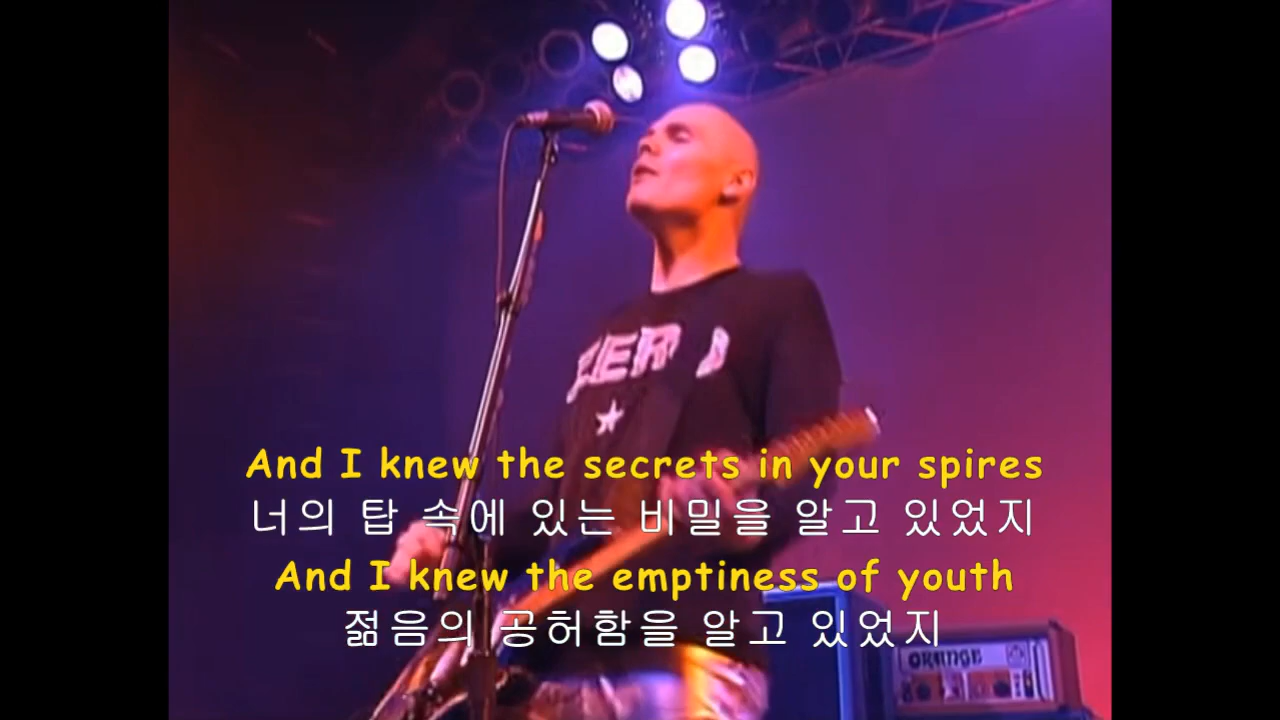 ZERO
And I knew the secrets in your spires
너의 탑 속에 있는 비밀을 알고 있었지
And I knew the emptiness of youth
젊음의 공허함을 알고 있었지
ORANGE